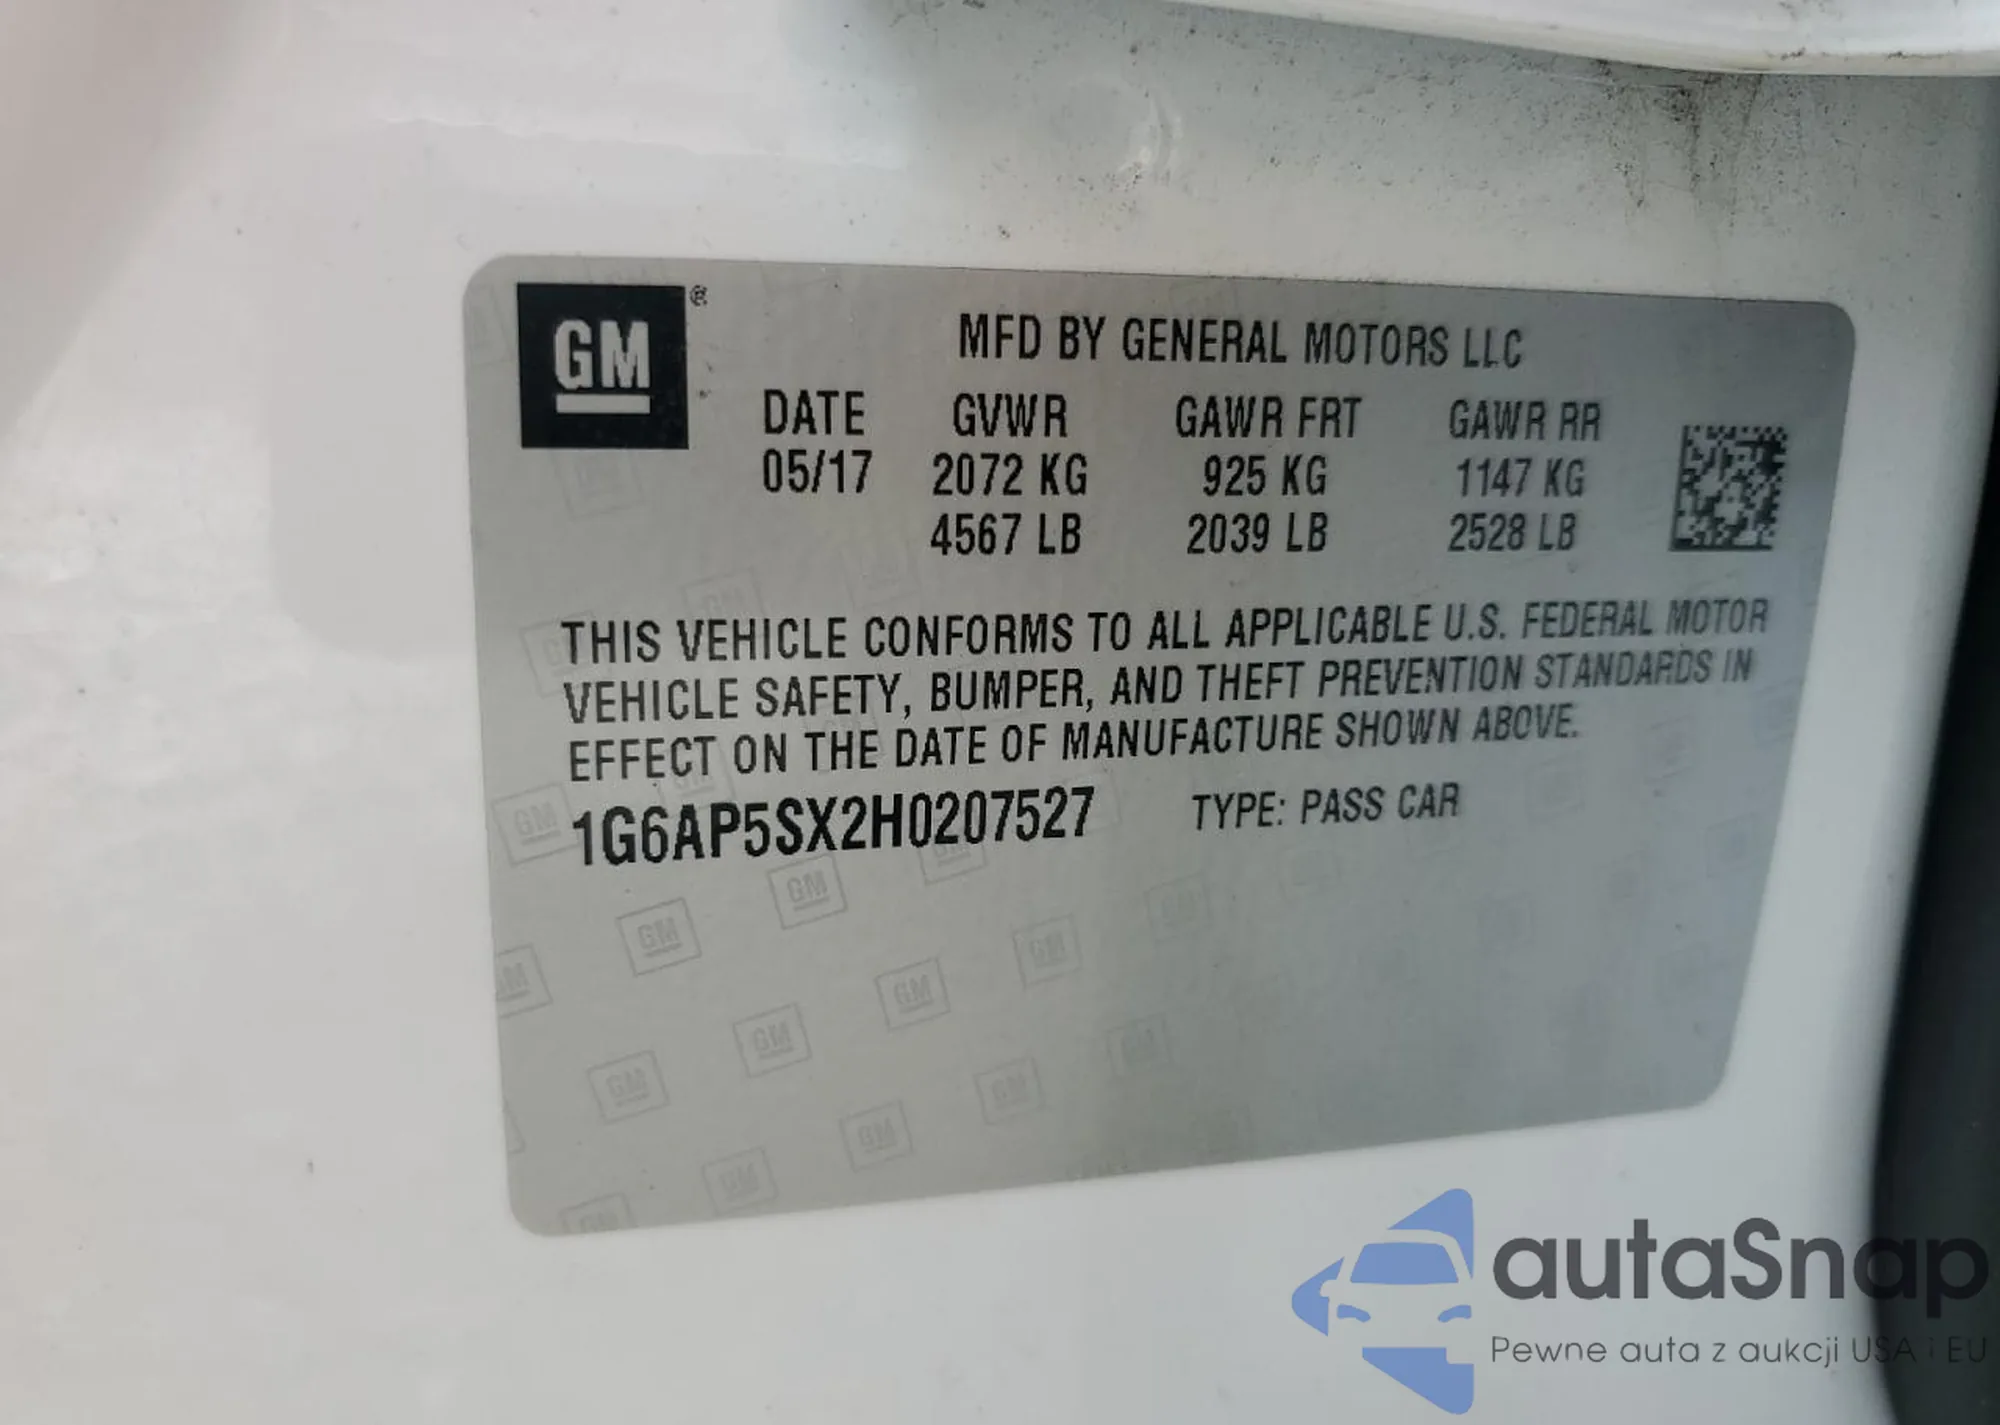 GM®
MFD BY GENERAL MOTORS LLC
DATE GVWR GAWR FRT GAWR RR
05/17 2072 KG 925 KG 1147 KG
4567 LB 2039 LB 2528 LB
THIS VEHICLE CONFORMS TO ALL APPLICABLE U.S. FEDERAL MOTOR
VEHICLE SAFETY, BUMPER, AND THEFT PREVENTION STANDARDS IN
EFFECT ON THE DATE OF MANUFACTURE SHOWN ABOVE.
1G6AP5SX2H0207527 TYPE: PASS CAR
autaSnap
Pewne auta z aukcji USA i EU